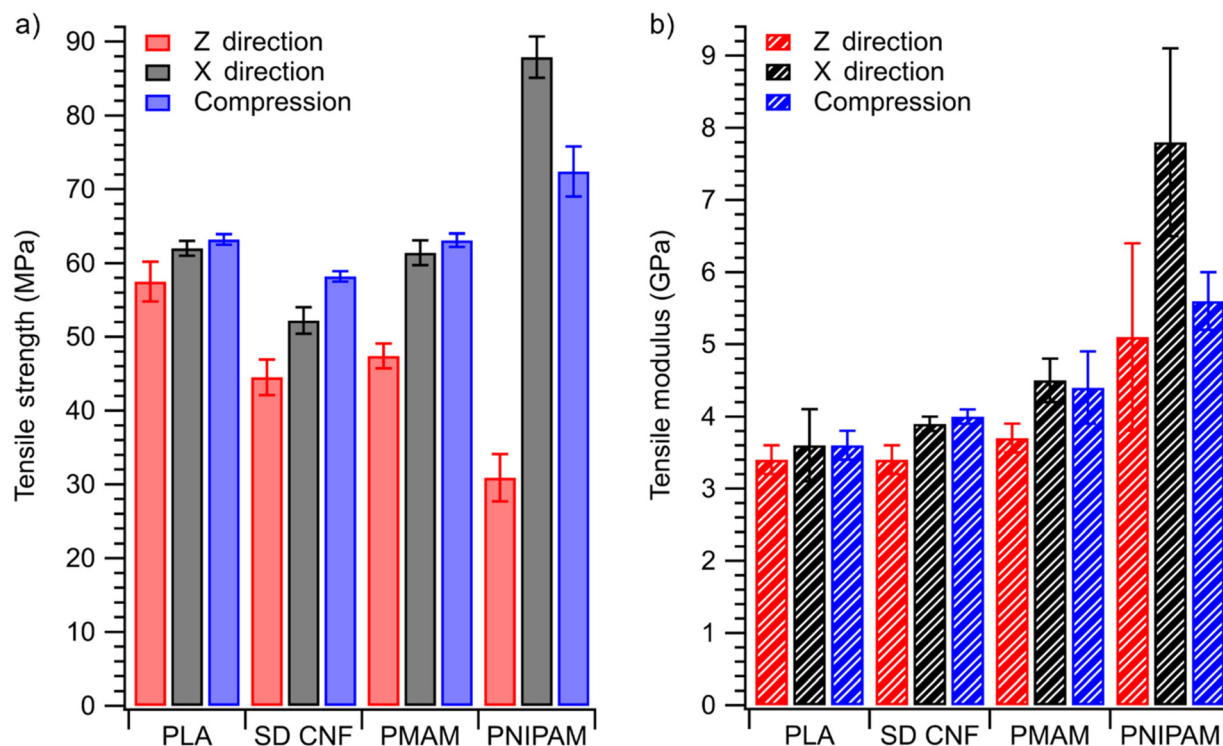 a)
Z direction
X direction
Compression
Tensile strength (MPa)
90
80
70
60
50
40
30
20
10
0
PLA SD CNF PMAM PNIPAM
b)
Z direction
X direction
Compression
Tensile modulus (GPa)
9
8
7
6
5
4
3
2
1
0
PLA SD CNF PMAM PNIPAM